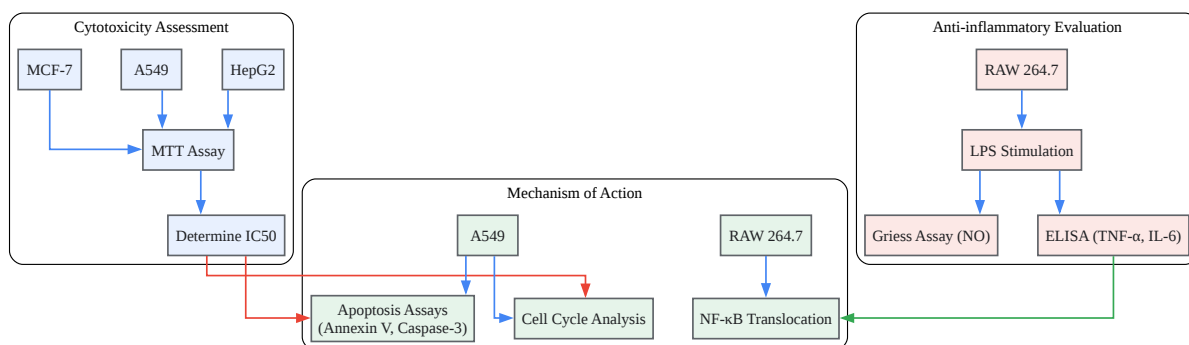 Cytotoxicity Assessment
MCF-7
A549
HepG2
MTT Assay
Determine IC50
Mechanism of Action
A549
RAW 264.7
Apoptosis Assays
(Annexin V, Caspase-3)
Cell Cycle Analysis
NF-κB Translocation
Anti-inflammatory Evaluation
RAW 264.7
LPS Stimulation
Griess Assay (NO)
ELISA (TNF-α, IL-6)